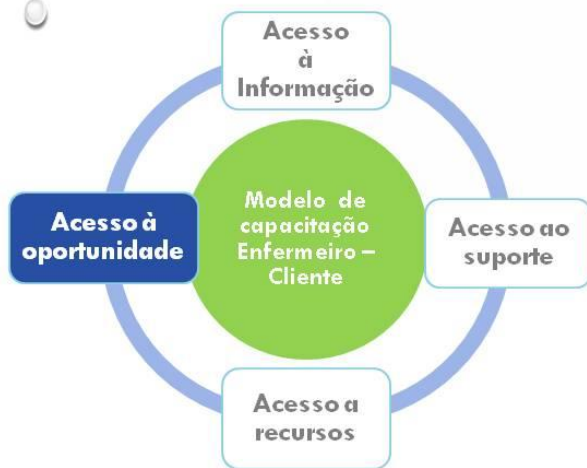 Acesso
à
Informação
Modelo de
capacitação
Enfermeiro –
Cliente
Acesso à
oportunidade
Acesso ao
suporte
Acesso a
recursos